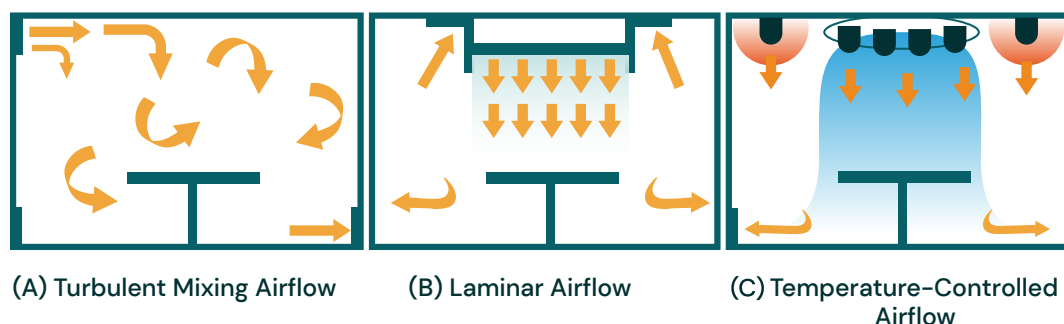 (A) Turbulent Mixing Airflow
(B) Laminar Airflow
(C) Temperature-Controlled
Airflow